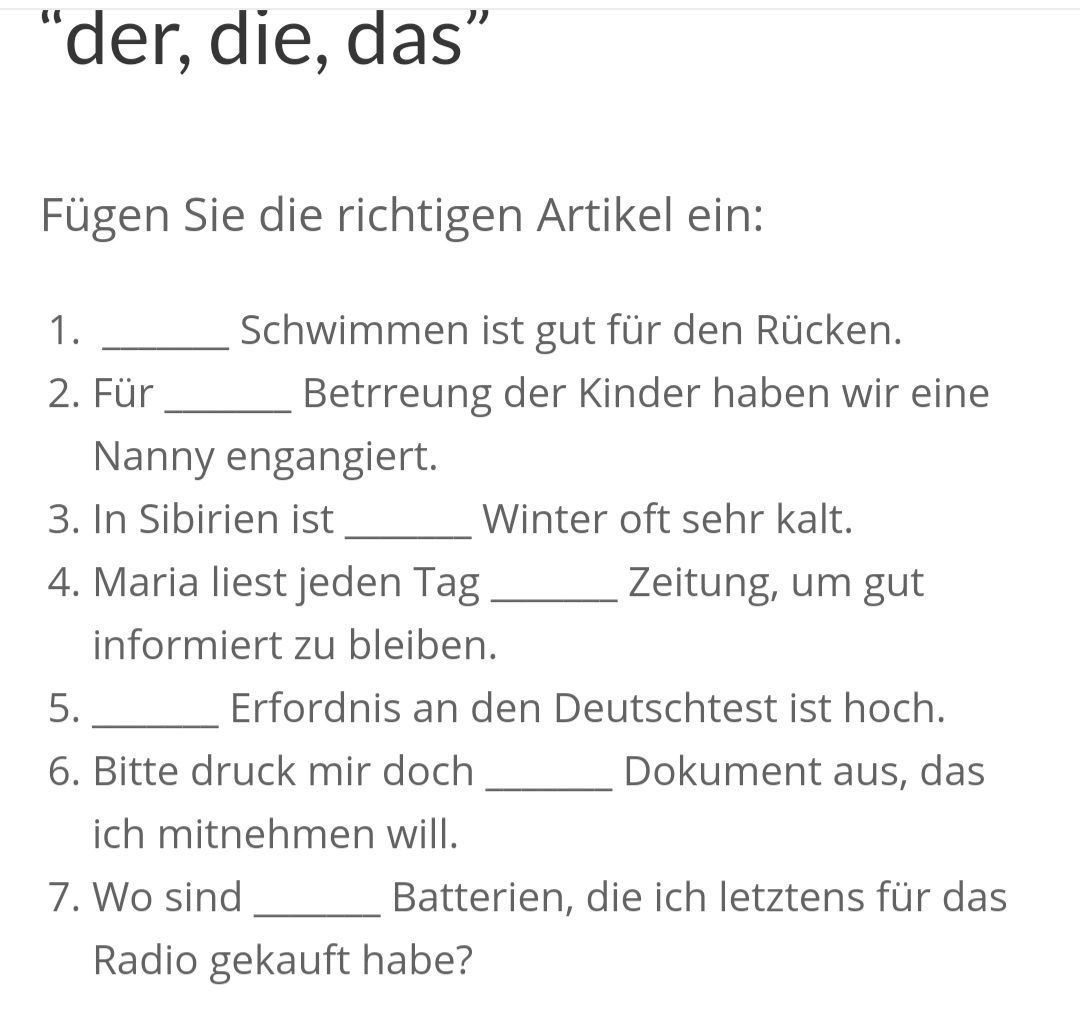 “der, die, das”
Fügen Sie die richtigen Artikel ein:
1. _______ Schwimmen ist gut für den Rücken.
2. Für _______ Betrreung der Kinder haben wir eine
Nanny engangiert.
3. In Sibirien ist _______ Winter oft sehr kalt.
4. Maria liest jeden Tag _______ Zeitung, um gut
informiert zu bleiben.
5. _______ Erfordnis an den Deutschtest ist hoch.
6. Bitte druck mir doch _______ Dokument aus, das
ich mitnehmen will.
7. Wo sind _______ Batterien, die ich letztens für das
Radio gekauft habe?